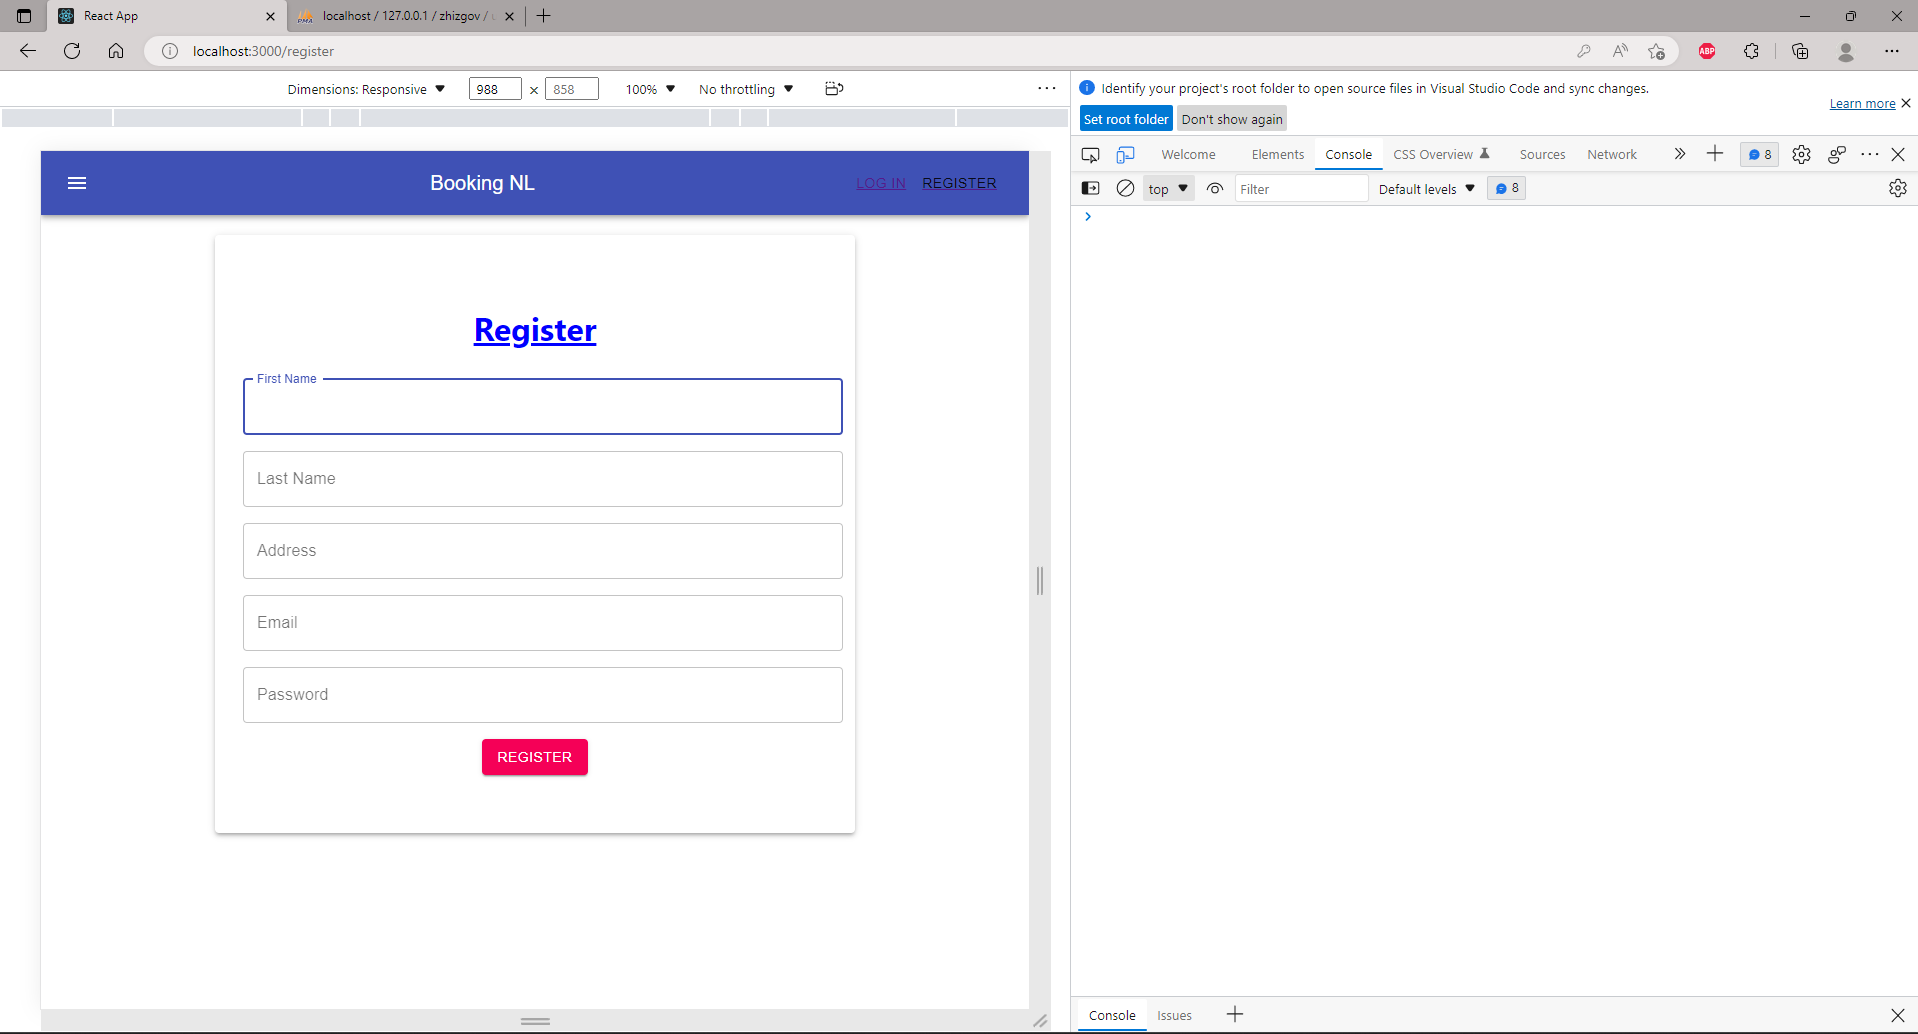 React App
localhost / 127.0.0.1 / zhizgov /
localhost:3000/register
ABP
Dimensions: Responsive
988 × 858
100%
No throttling
Identify your project's root folder to open source files in Visual Studio Code and sync changes.
Learn more
Set root folder
Don't show again
Welcome
Elements
Console
CSS Overview
Sources
Network
8
top
Filter
Default levels
8
Booking NL
LOG IN
REGISTER
Register
First Name
Last Name
Address
Email
Password
REGISTER
Console
Issues